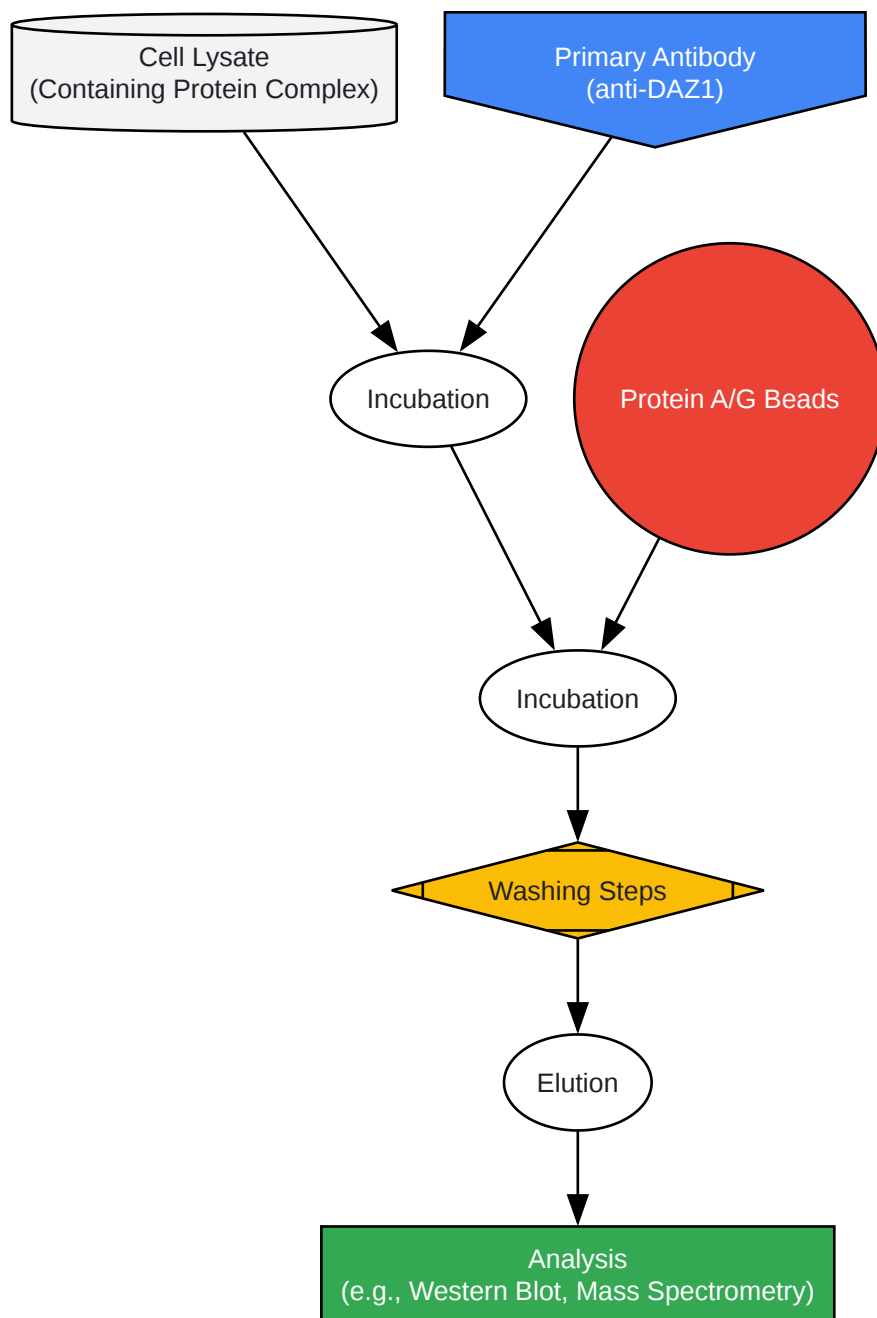 Cell Lysate
(Containing Protein Complex)
Primary Antibody
(anti-DAZ1)
Incubation
Protein A/G Beads
Incubation
Washing Steps
Elution
Analysis
(e.g., Western Blot, Mass Spectrometry)